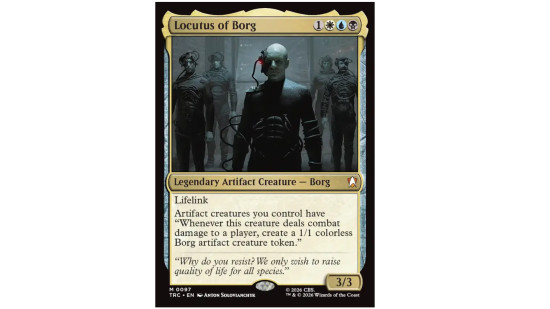 Locutus of Borg 1
Legendary Artifact Creature — Borg
Lifelink
Artifact creatures you control have
“Whenever this creature deals combat
damage to a player, create a 1/1 colorless
Borg artifact creature token.”
“Why do you resist? We only wish to raise
quality of life for all species.”
3/3
M 0097
TRC • EN Anton Solovianchyk
© 2026 CBS.
™ & © 2026 Wizards of the Coast